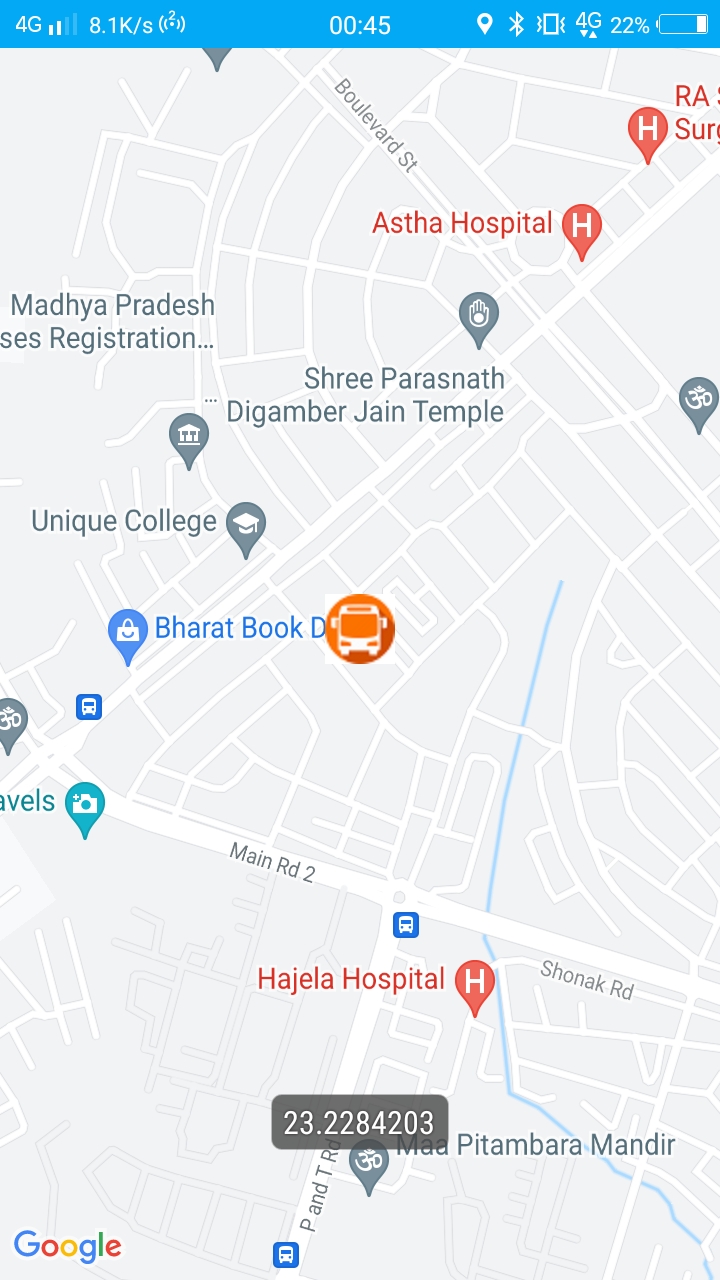 4G 8.1K/s 2 00:45 4G 22%
Boulevard St
RA
Surg
H
Astha Hospital H
Madhya Pradesh
ses Registration...
Shree Parasnath
Digamber Jain Temple
...
ॐ
Unique College
Bharat Book D
ॐ
avels
Main Rd 2
Hajela Hospital H
Shonak Rd
23.2284203
Maa Pitambara Mandir
ॐ
P and T Rd
Google